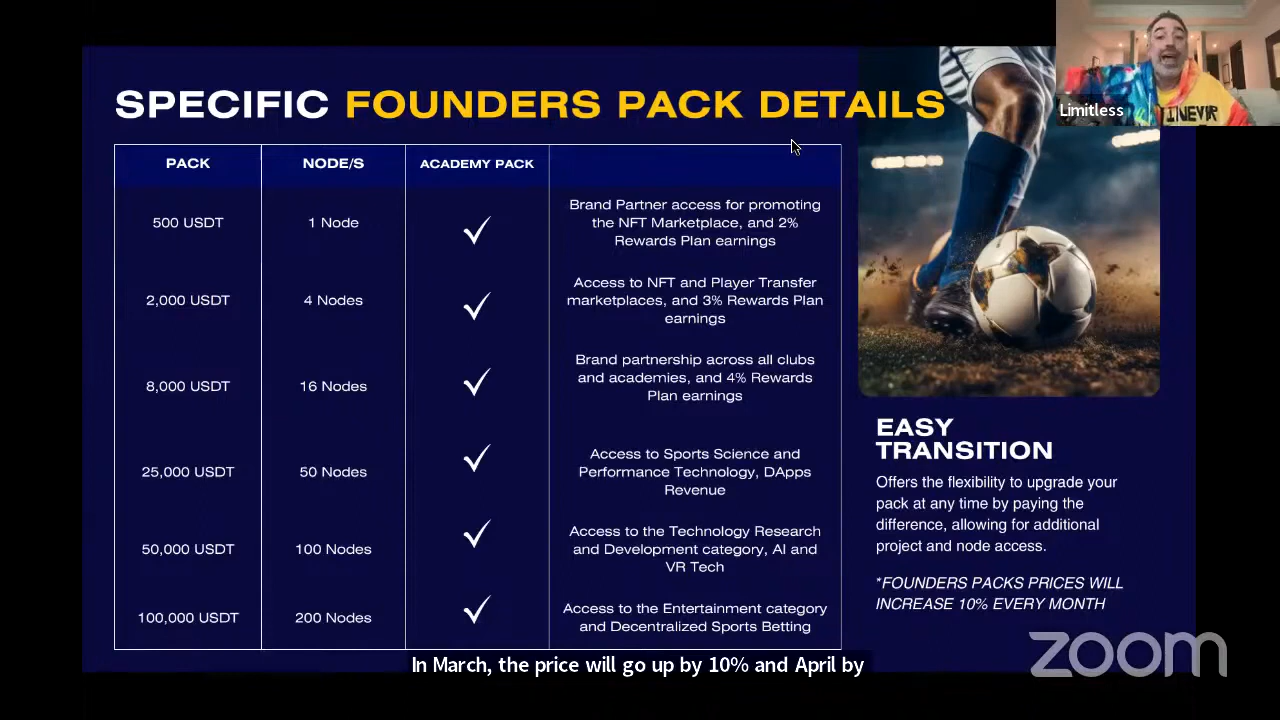 SPECIFIC FOUNDERS PACK DETAILS
Limitless
PACK
NODE/S
ACADEMY PACK
500 USDT
1 Node
Brand Partner access for promoting
the NFT Marketplace, and 2%
Rewards Plan earnings
2,000 USDT
4 Nodes
Access to NFT and Player Transfer
marketplaces, and 3% Rewards Plan
earnings
8,000 USDT
16 Nodes
Brand partnership across all clubs
and academies, and 4% Rewards
Plan earnings
25,000 USDT
50 Nodes
Access to Sports Science and
Performance Technology, DApps
Revenue
50,000 USDT
100 Nodes
Access to the Technology Research
and Development category, AI and
VR Tech
100,000 USDT
200 Nodes
Access to the Entertainment category
and Decentralized Sports Betting
EASY
TRANSITION
Offers the flexibility to upgrade your
pack at any time by paying the
difference, allowing for additional
project and node access.
*FOUNDERS PACKS PRICES WILL
INCREASE 10% EVERY MONTH
In March, the price will go up by 10% and April by
zoom